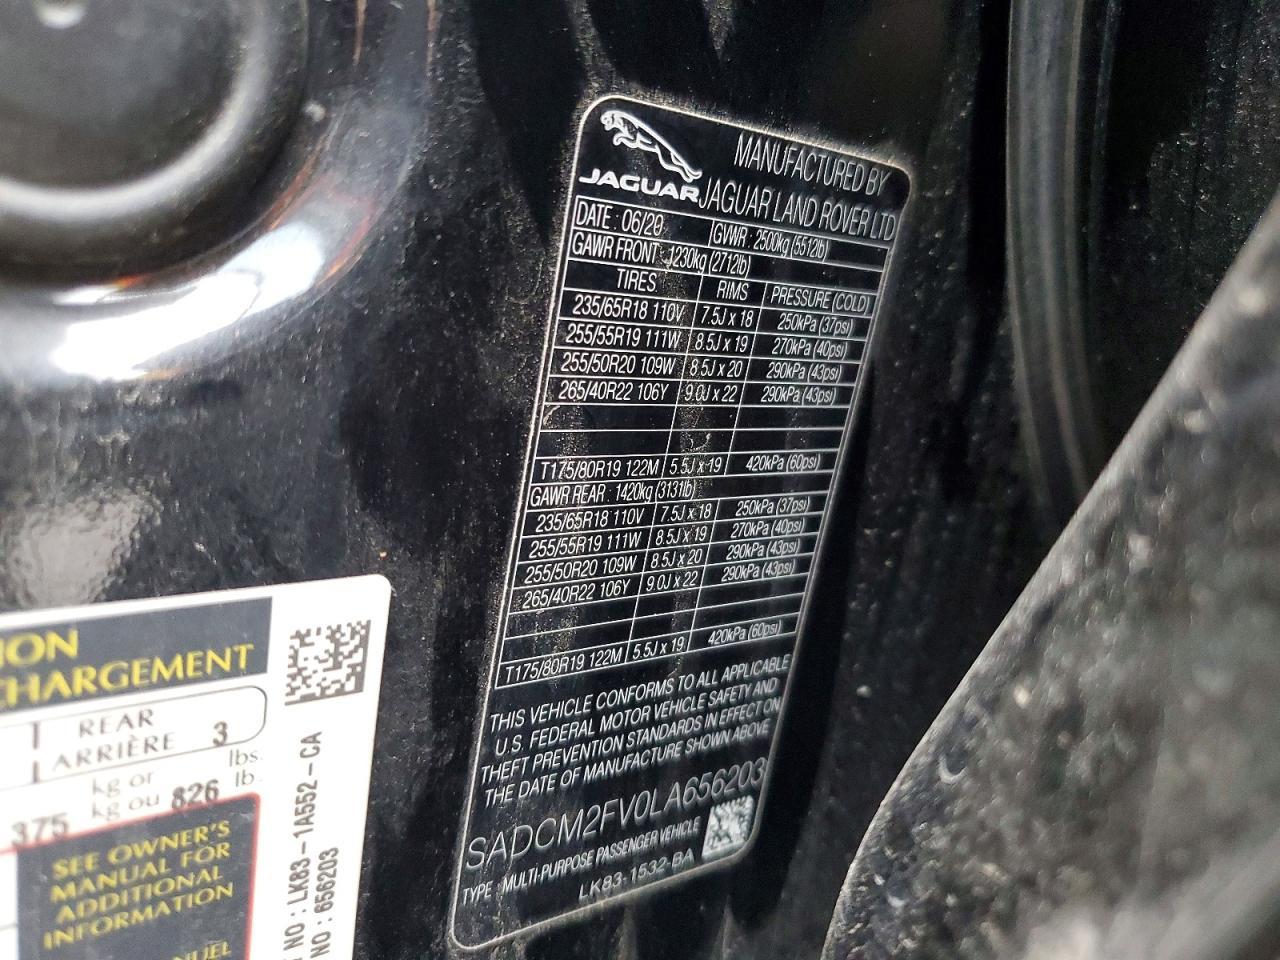 JAGUAR
MANUFACTURED BY
JAGUAR LAND ROVER LTD
DATE : 06/20 GVWR : 2500kg (5512lb)
GAWR FRONT : 1230kg (2712lb)
TIRES RIMS PRESSURE (COLD)
235/65R18 110V 7.5J x 18 250kPa (37psi)
255/55R19 111W 8.5J x 19 270kPa (40psi)
255/50R20 109W 8.5J x 20 290kPa (43psi)
265/40R22 106Y 9.0J x 22 290kPa (43psi)
T175/80R19 122M 5.5J x 19 420kPa (60psi)
GAWR REAR : 1420kg (3131lb)
235/65R18 110V 7.5J x 18 250kPa (37psi)
255/55R19 111W 8.5J x 19 270kPa (40psi)
255/50R20 109W 8.5J x 20 290kPa (43psi)
265/40R22 106Y 9.0J x 22 290kPa (43psi)
T175/80R19 122M 5.5J x 19 420kPa (60psi)
THIS VEHICLE CONFORMS TO ALL APPLICABLE
U.S. FEDERAL MOTOR VEHICLE SAFETY AND
THEFT PREVENTION STANDARDS IN EFFECT ON
THE DATE OF MANUFACTURE SHOWN ABOVE
SADCM2FV0LA656203
TYPE : MULTI-PURPOSE PASSENGER VEHICLE
LK83-1532-BA
ION
CHARGEMENT
REAR
ARRIÈRE 3
kg or lbs.
375 kg ou 826 lb.
SEE OWNER'S
MANUAL FOR
ADDITIONAL
INFORMATION
NUEL
NO : LK83-1A552-CA
NO : 656203